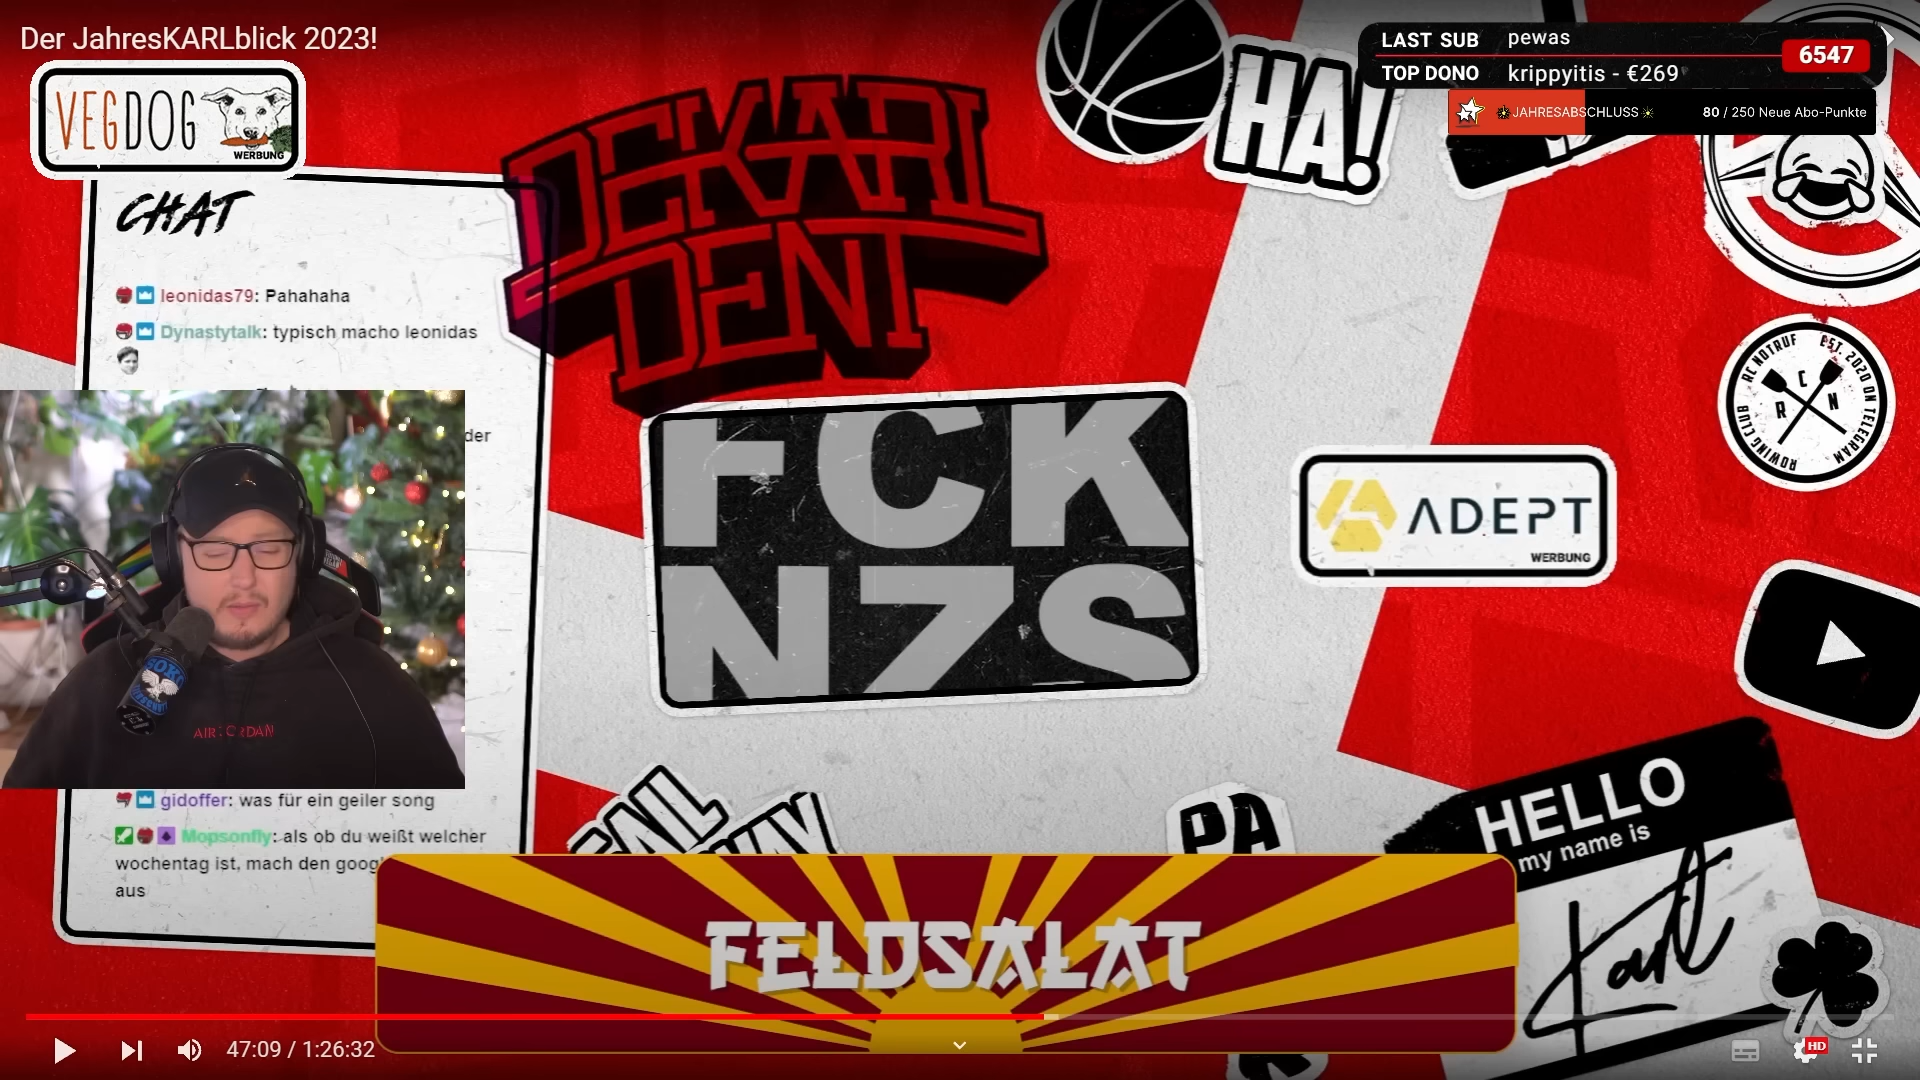 Der JahresKARLblick 2023!
VEGDOG
WERBUNG
CHAT
leonidas79: Pahahaha
Dynastytalk: typisch macho leonidas
der
AIR JORDAN
gidoffer: was für ein geiler song
Mopsonfly: als ob du weißt welcher
wochentag ist, mach den goog
aus
DEKARL
DENT
HA!
LAST SUB pewas
TOP DONO krippyitis - €269
6547
JAHRESABSCHLUSS
80 / 250 Neue Abo-Punkte
RC NOTRUF
EST. 2020 ON TELEGRAM
ROWING CLUB
R C N
FCK
NZS
ADEPT
WERBUNG
PA
HELLO
my name is
Karl
FELDSALAT
47:09 / 1:26:32
HD